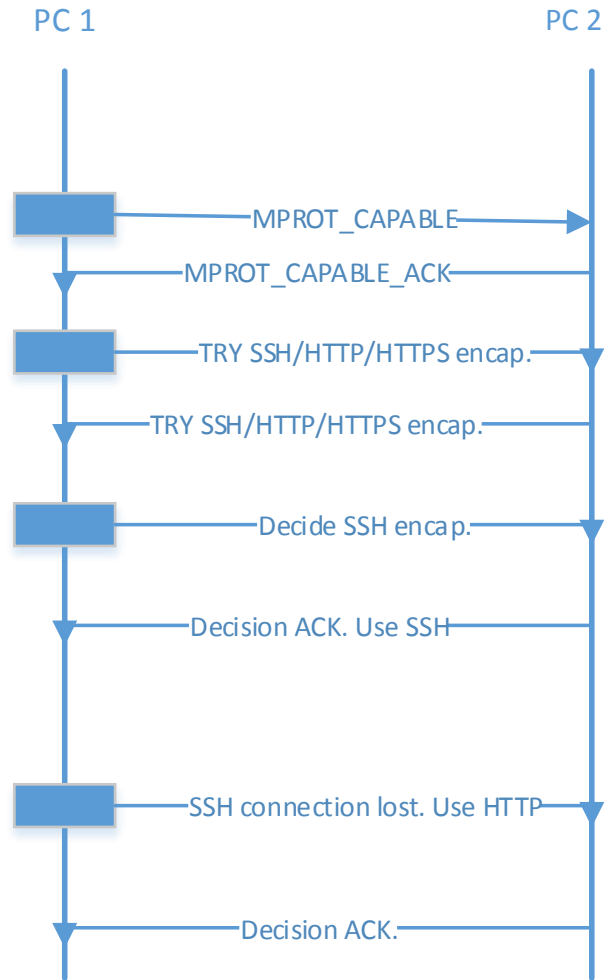 PC 1
PC 2
MPROT_CAPABLE
MPROT_CAPABLE_ACK
TRY SSH/HTTP/HTTPS encap.
TRY SSH/HTTP/HTTPS encap.
Decide SSH encap.
Decision ACK. Use SSH
SSH connection lost. Use HTTP
Decision ACK.